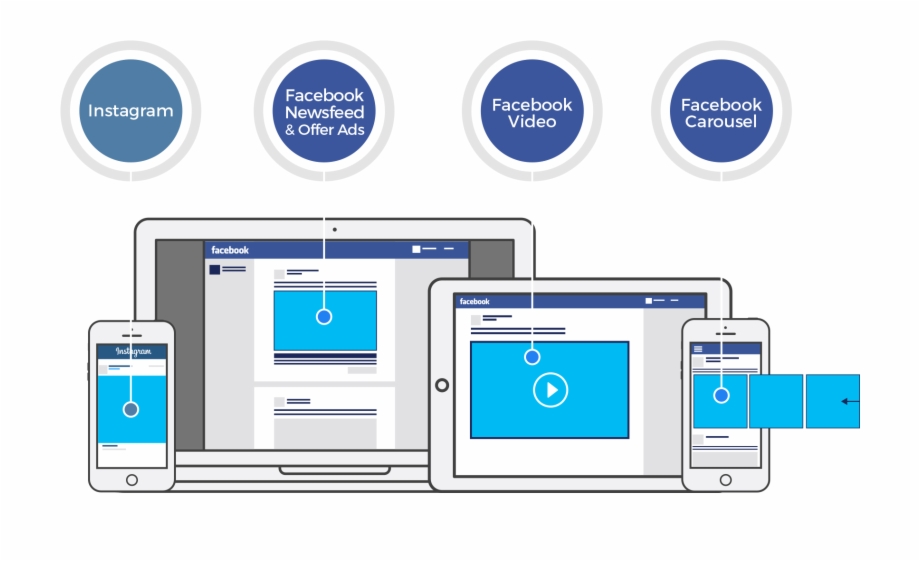 Instagram
Facebook
Newsfeed
& Offer Ads
Facebook
Video
Facebook
Carousel
facebook
facebook
Instagram